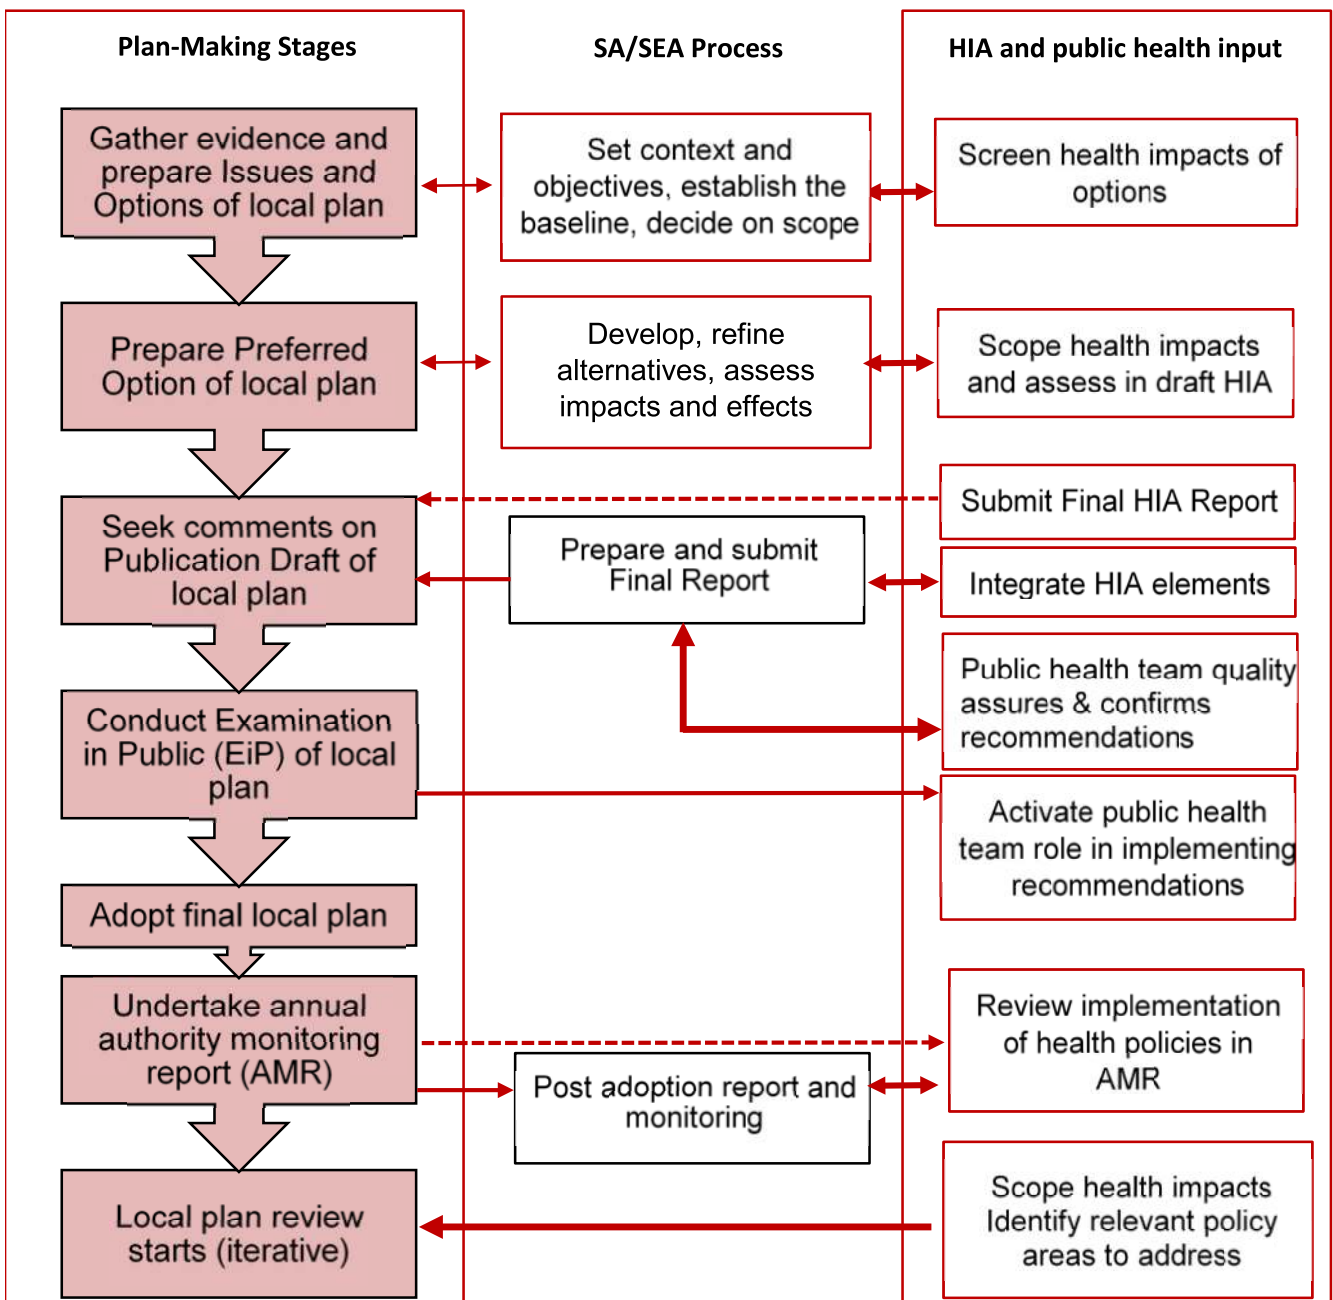 Plan-Making Stages
SA/SEA Process
HIA and public health input
Gather evidence and
prepare Issues and
Options of local plan
Set context and
objectives, establish the
baseline, decide on scope
Screen health impacts of
options
Prepare Preferred
Option of local plan
Develop, refine
alternatives, assess
impacts and effects
Scope health impacts
and assess in draft HIA
Seek comments on
Publication Draft of
local plan
Prepare and submit
Final Report
Submit Final HIA Report
Integrate HIA elements
Public health team quality
assures & confirms
recommendations
Conduct Examination
in Public (EiP) of local
plan
Activate public health
team role in implementing
recommendations
Adopt final local plan
Undertake annual
authority monitoring
report (AMR)
Post adoption report and
monitoring
Review implementation
of health policies in
AMR
Local plan review
starts (iterative)
Scope health impacts
Identify relevant policy
areas to address